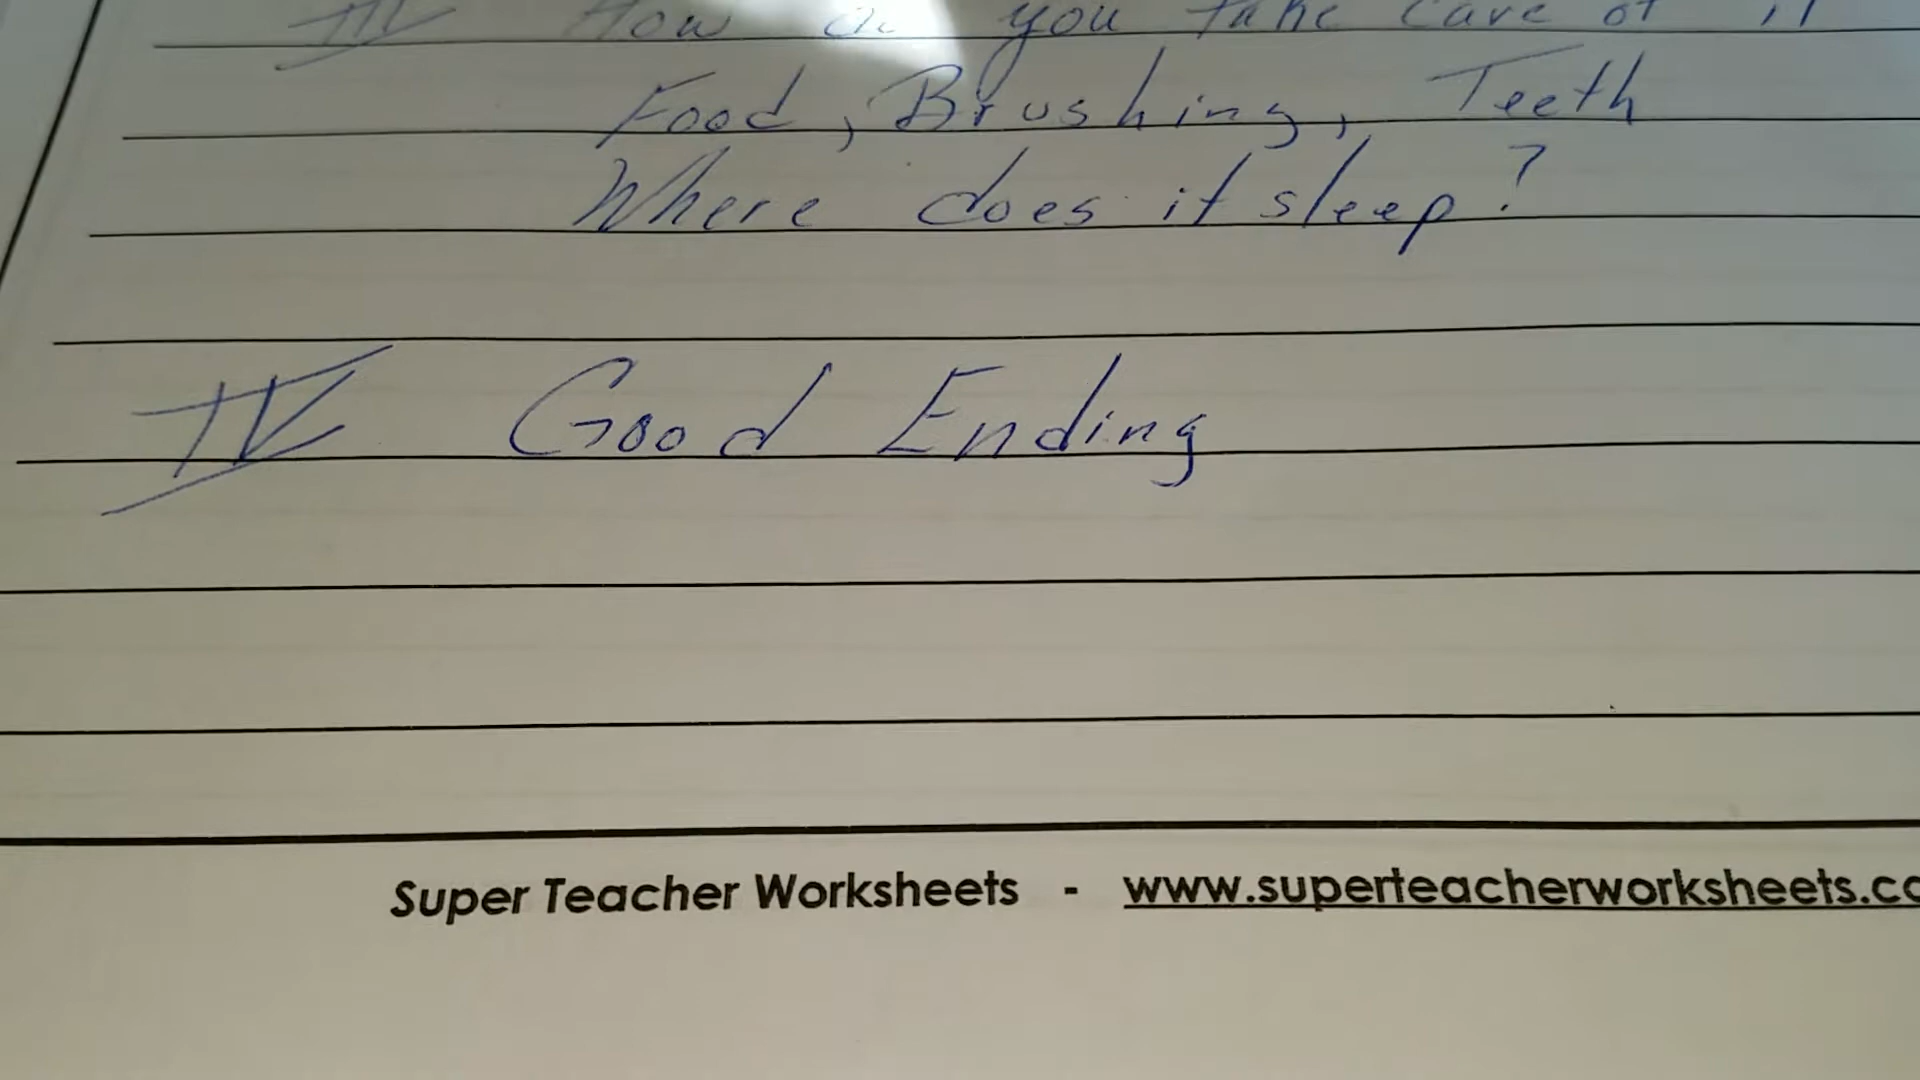 How do you take care of it
Food, Brushing, Teeth
Where does it sleep?
IV Good Ending
Super Teacher Worksheets - www.superteacherworksheets.co